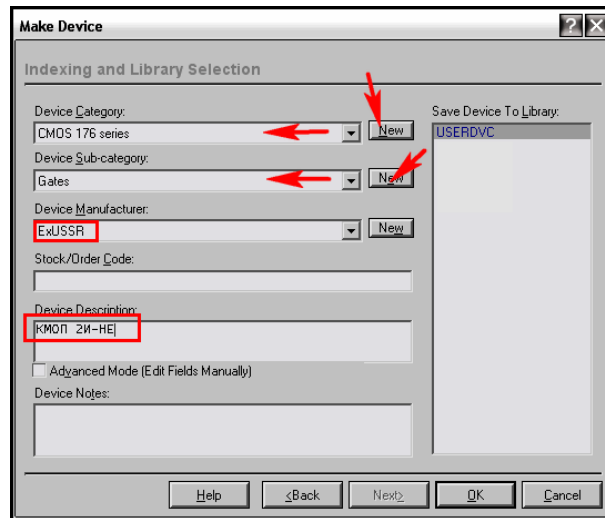 Make Device
Indexing and Library Selection
Device Category:
CMOS 176 series
New
Device Sub-category:
Gates
New
Device Manufacturer:
ExUSSR
New
Stock/Order Code:
Device Description:
КМОП 2И-НЕ
Advanced Mode (Edit Fields Manually)
Device Notes:
Save Device To Library:
USERDVC
Help
<Back
Next>
OK
Cancel